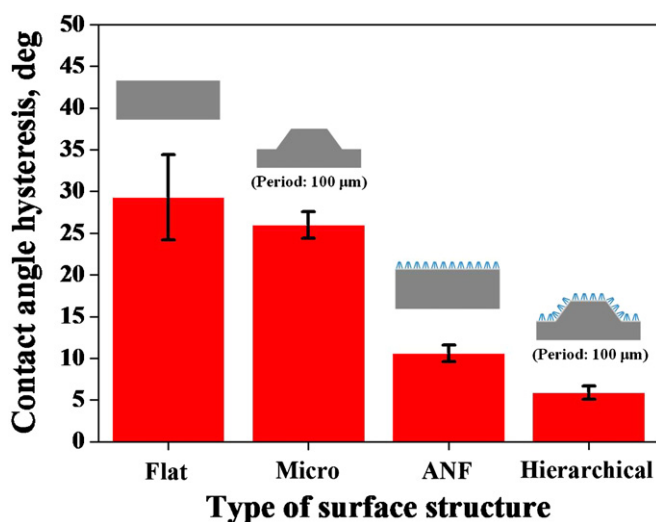 Contact angle hysteresis, deg
50
45
40
35
30
25
20
15
10
5
0
(Period: 100 μm)
(Period: 100 μm)
Flat Micro ANF Hierarchical
Type of surface structure